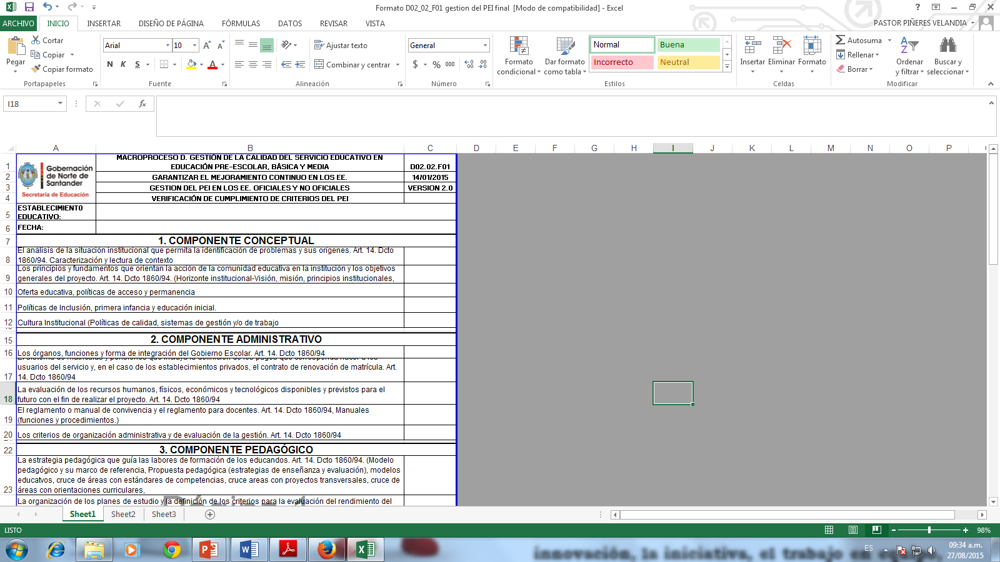 Formato D02_02_F01 gestion del PEI final [Modo de compatibilidad] - Excel
ARCHIVO INICIO INSERTAR DISEÑO DE PÁGINA FÓRMULAS DATOS REVISAR VISTA PASTOR PIÑERES VELANDIA
Pegar Cortar
Copiar
Copiar formato
Portapapeles
Arial 10
N K S
Fuente
Ajustar texto
Combinar y centrar
Alineación
General
$ % 000
Número
Formato condicional
Dar formato como tabla
Normal Buena
Incorrecto Neutral
Estilos
Insertar Eliminar Formato
Celdas
Autosuma
Rellenar
Borrar
Ordenar y filtrar
Buscar y seleccionar
Modificar
I18 fx
A B C D E F G H I J K L M N O P
Gobernación
de Norte de
Santander
Secretaría de Educación
MACROPROCESO D. GESTIÓN DE LA CALIDAD DEL SERVICIO EDUCATIVO EN
1 EDUCACIÓN PRE-ESCOLAR, BÁSICA Y MEDIA D02.02.F01
2 GARANTIZAR EL MEJORAMIENTO CONTINUO EN LOS EE. 14/01/2015
3 GESTION DEL PEI EN LOS EE. OFICIALES Y NO OFICIALES VERSION 2.0
4 VERIFICACIÓN DE CUMPLIMIENTO DE CRITERIOS DEL PEI
ESTABLECIMIENTO
5 EDUCATIVO:
6 FECHA:
7 1. COMPONENTE CONCEPTUAL
El análisis de la situación institucional que permita la identificación de problemas y sus orígenes. Art. 14. Dcto
8 1860/94. Caracterización y lectura de contexto
Los principios y fundamentos que orientan la acción de la comunidad educativa en la institución y los objetivos
9 generales del proyecto. Art. 14. Dcto 1860/94. (Horizonte institucional-Visión, misión, principios institucionales,
10 Oferta educativa, políticas de acceso y permanencia
11 Políticas de Inclusión, primera infancia y educación inicial.
12 Cultura Institucional (Políticas de calidad, sistemas de gestión y/o de trabajo
15 2. COMPONENTE ADMINISTRATIVO
16 Los órganos, funciones y forma de integración del Gobierno Escolar. Art. 14. Dcto 1860/94
usuarios del servicio y, en el caso de los establecimientos privados, el contrato de renovación de matrícula. Art.
17 14. Dcto 1860/94
La evaluación de los recursos humanos, físicos, económicos y tecnológicos disponibles y previstos para el
18 futuro con el fin de realizar el proyecto. Art. 14. Dcto 1860/94
El reglamento o manual de convivencia y el reglamento para docentes. Art. 14. Dcto 1860/94, Manuales
19 (funciones y procedimientos.)
20 Los criterios de organización administrativa y de evaluación de la gestión. Art. 14. Dcto 1860/94
22 3. COMPONENTE PEDAGÓGICO
La estrategia pedagógica que guía las labores de formación de los educandos. Art. 14. Dcto 1860/94. (Modelo
pedagógico y su marco de referencia, Propuesta pedagógica (estrategias de enseñanza y evaluación), modelos
educatvos, cruce de áreas con estándares de competencias, cruce areas con proyectos transversales, cruce de
23 áreas con orientaciones curriculares,
La organización de los planes de estudio y la definición de los criterios para la evaluación del rendimiento del
Página 1
Sheet1 Sheet2 Sheet3
LISTO 98%
innovación, la iniciativa, el trabajo en equipo,
ES 09:34 a.m.
27/08/2015